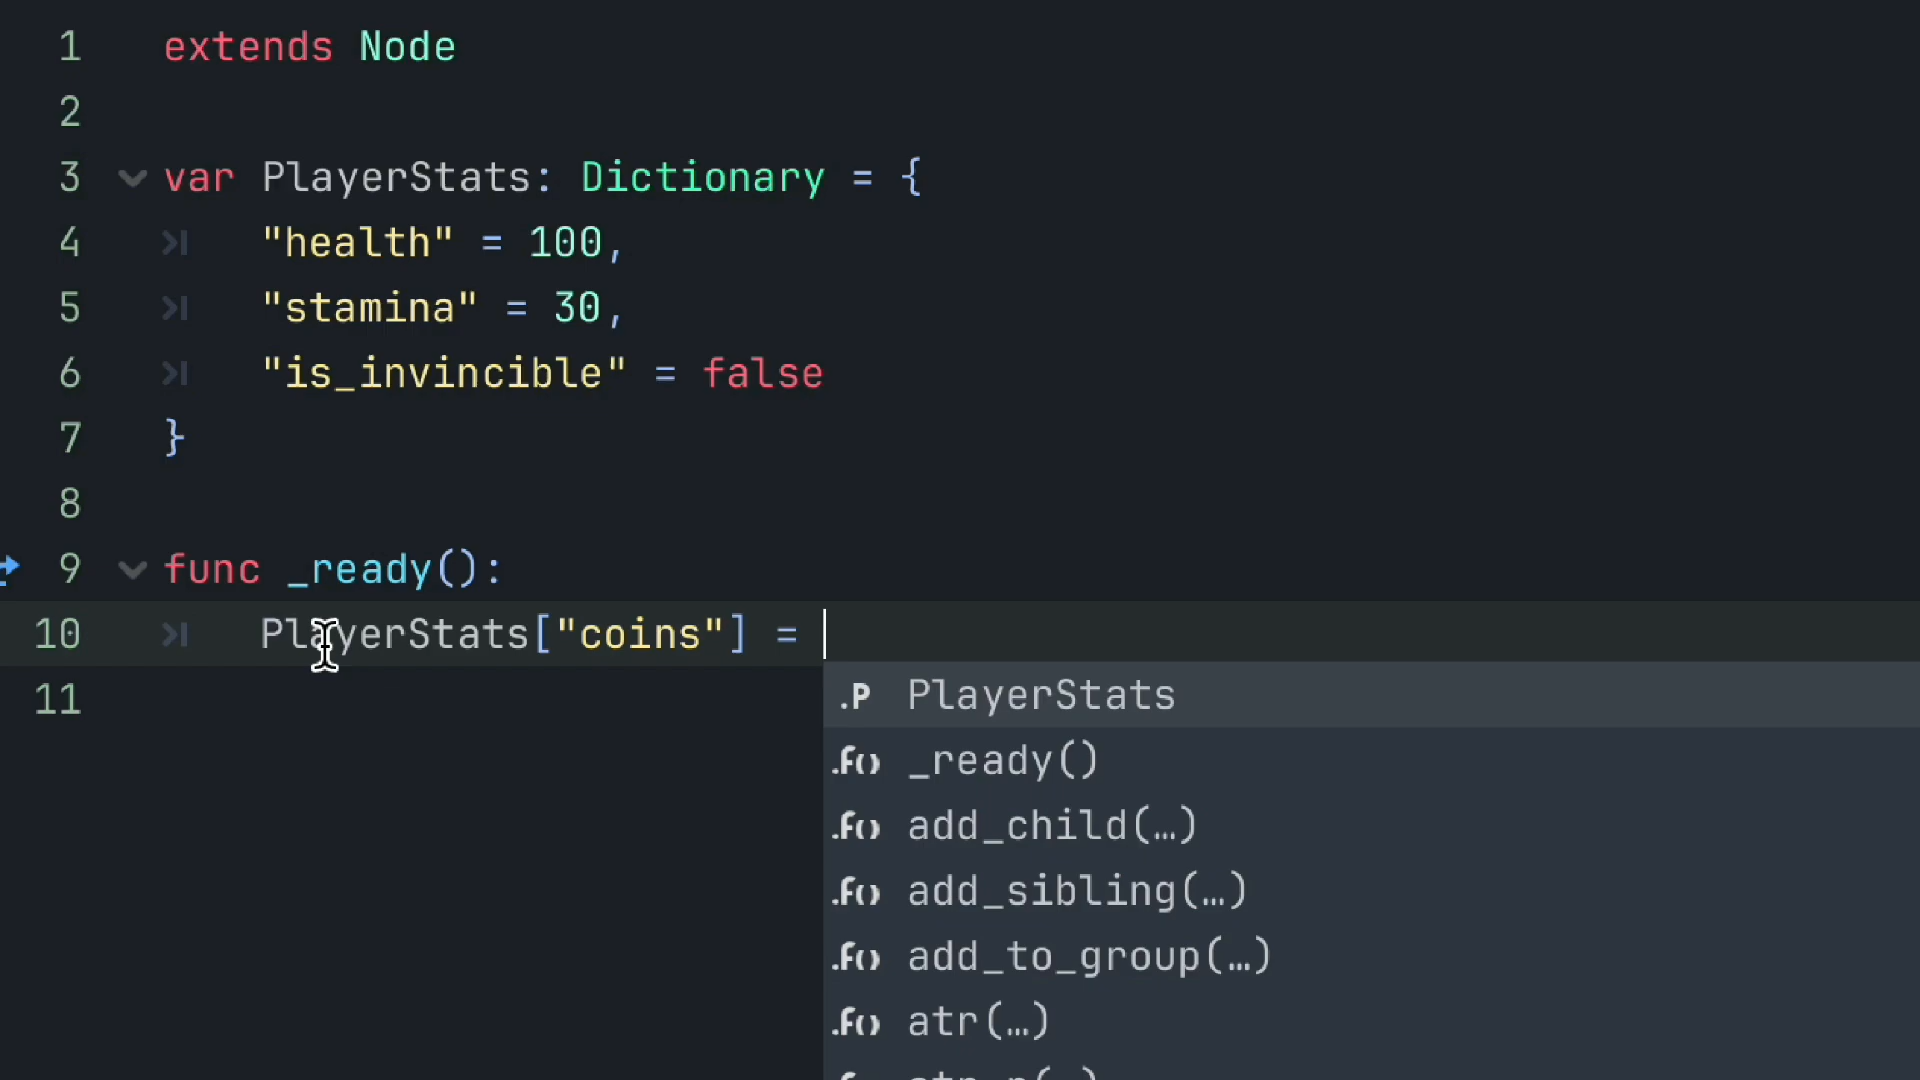 1 extends Node
2
3 var PlayerStats: Dictionary = {
4 "health" = 100,
5 "stamina" = 30,
6 "is_invincible" = false
7 }
8
9 func _ready():
10 PlayerStats["coins"] =
11
.P PlayerStats
.f() _ready()
.f() add_child(…)
.f() add_sibling(…)
.f() add_to_group(…)
.f() atr(…)